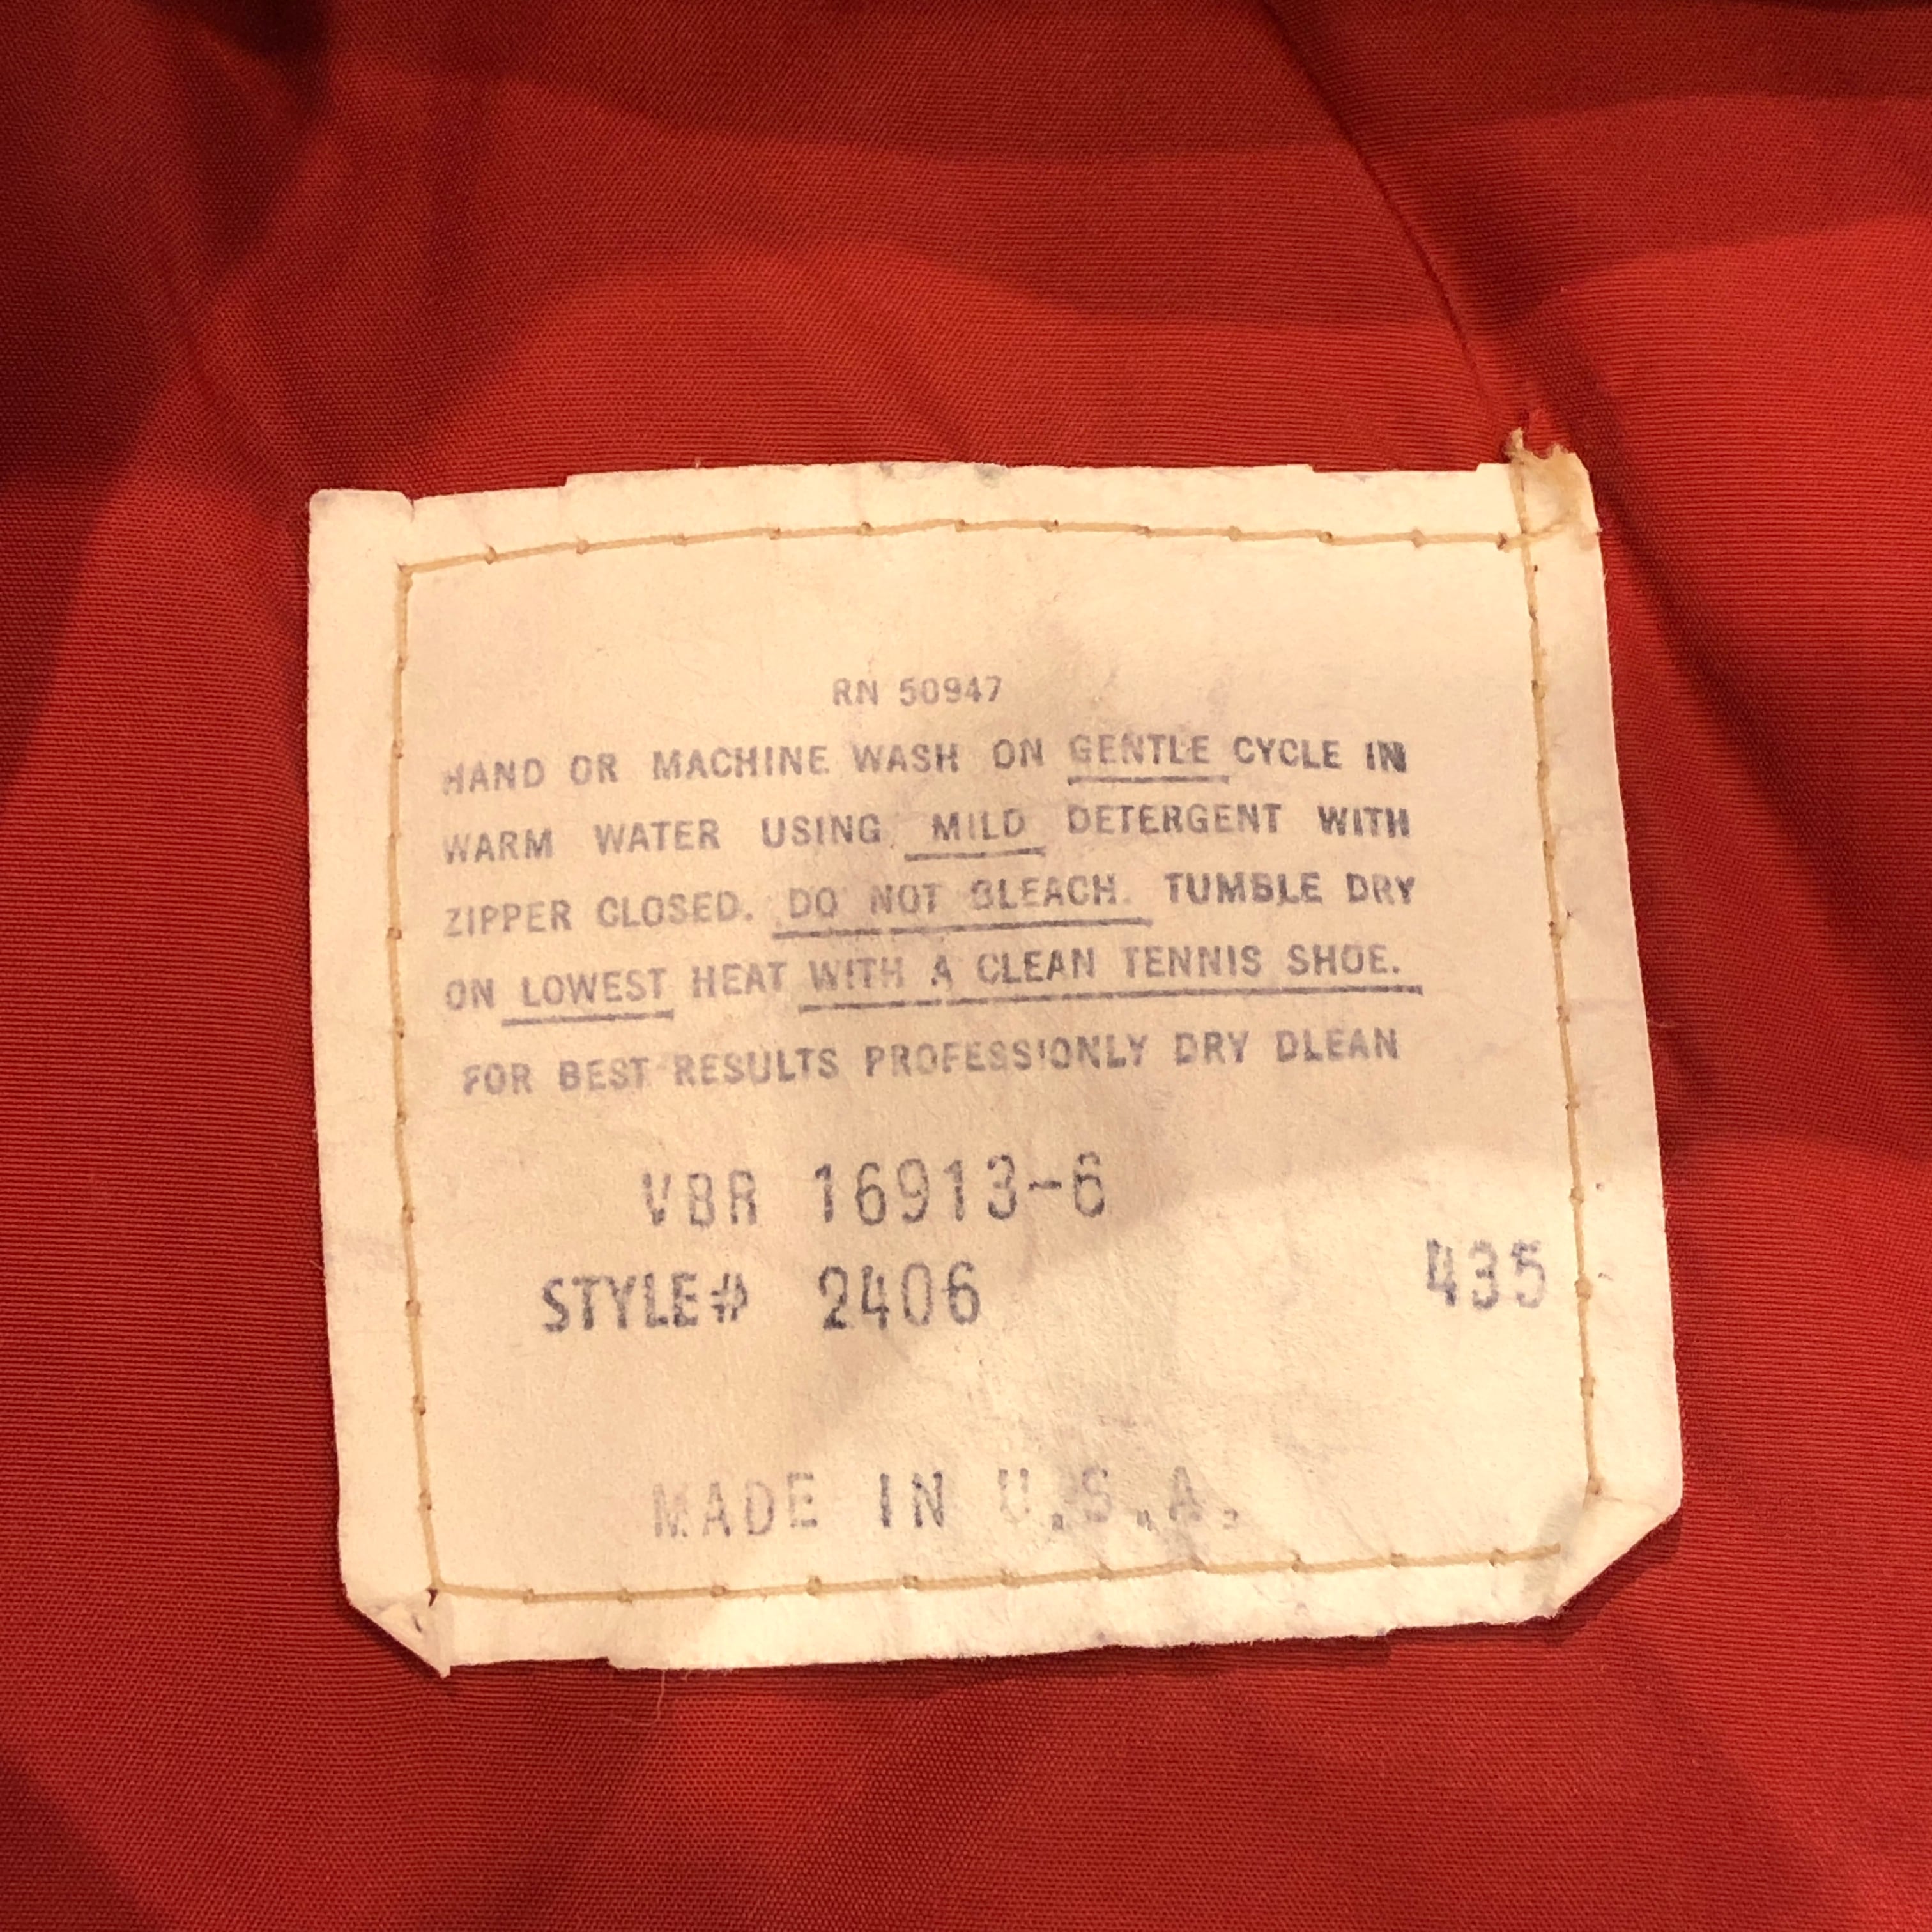 RN 50947
HAND OR MACHINE WASH ON GENTLE CYCLE IN
WARM WATER USING MILD DETERGENT WITH
ZIPPER CLOSED. DO NOT BLEACH. TUMBLE DRY
ON LOWEST HEAT WITH A CLEAN TENNIS SHOE.
FOR BEST RESULTS PROFESSIONLY DRY DLEAN
VBR 16913-6
STYLE# 2406 435
MADE IN U.S.A.